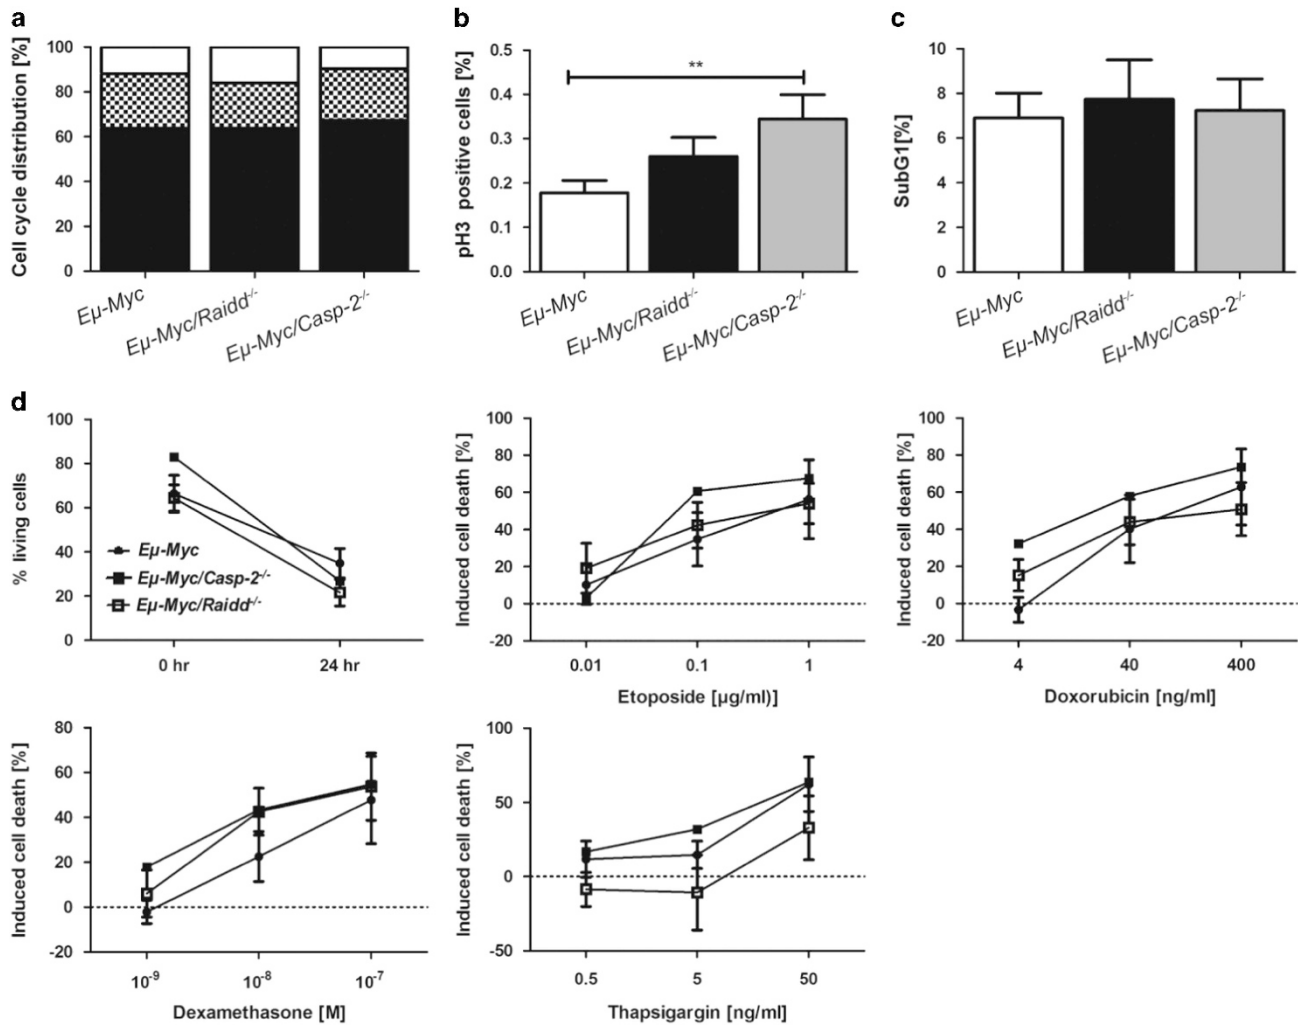 a
Cell cycle distribution [%]
100
80
60
40
20
0
Eμ-Myc
Eμ-Myc/Raidd-/-
Eμ-Myc/Casp-2-/-
b
pH3 positive cells [%]
0.5
0.4
0.3
0.2
0.1
0.0
**
Eμ-Myc
Eμ-Myc/Raidd-/-
Eμ-Myc/Casp-2-/-
c
SubG1[%]
10
8
6
4
2
0
Eμ-Myc
Eμ-Myc/Raidd-/-
Eμ-Myc/Casp-2-/-
d
% living cells
100
80
60
40
20
0
Eμ-Myc
Eμ-Myc/Casp-2-/-
Eμ-Myc/Raidd-/-
0 hr
24 hr
Induced cell death [%]
100
80
60
40
20
0
-20
0.01
0.1
1
Etoposide [μg/ml)]
Induced cell death [%]
100
80
60
40
20
0
-20
4
40
400
Doxorubicin [ng/ml]
Induced cell death [%]
80
60
40
20
0
-20
10-9
10-8
10-7
Dexamethasone [M]
Induced cell death [%]
100
50
0
-50
0.5
5
50
Thapsigargin [ng/ml]